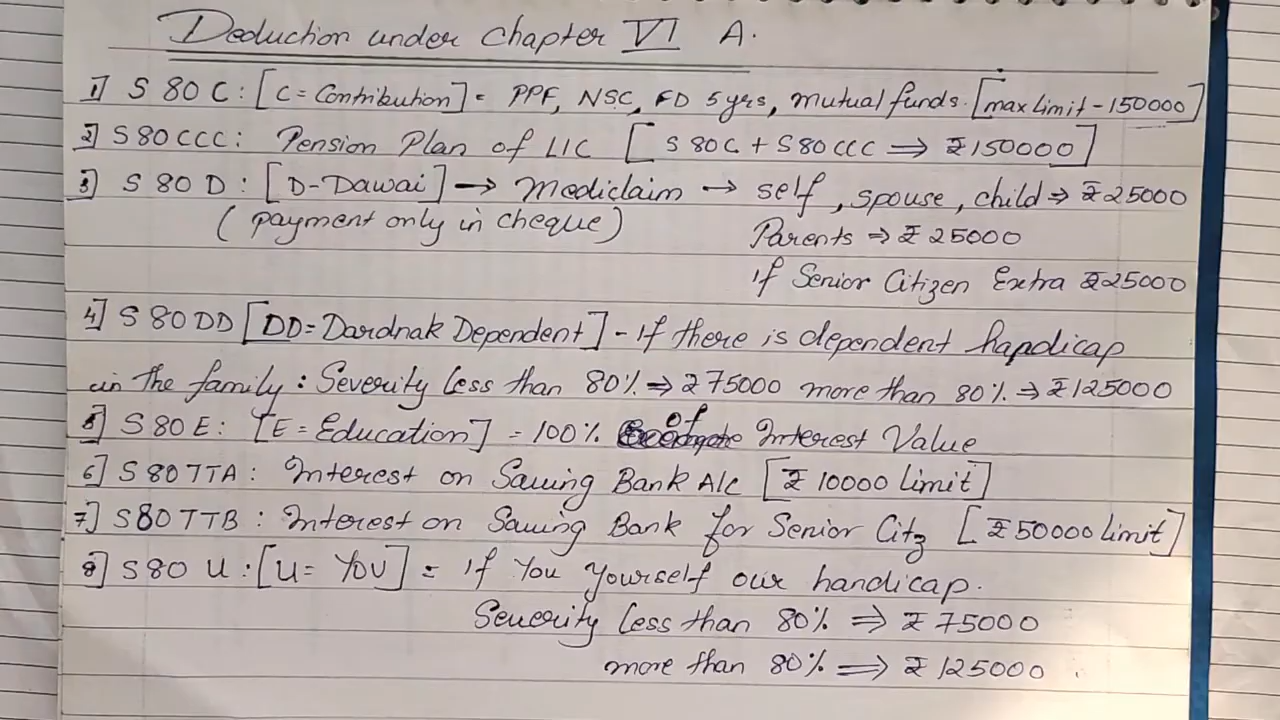 Deduction under Chapter VI A.
1] S 80 C : [C = Contribution] = PPF, NSC, FD 5 yrs, mutual funds. [max Limit - 150000]
2] S 80 CCC : Pension Plan of LIC [S 80C + S 80 CCC ⇒ ₹150000]
3] S 80 D : [D-Dawai] → Mediclaim → self, spouse, child ⇒ ₹25000
(payment only in cheque) Parents ⇒ ₹ 25000
if Senior Citizen Extra ₹25000
4] S 80 DD [DD = Dardnak Dependent] - If there is dependent handicap
in the family : Severity less than 80% ⇒ ₹75000 more than 80% ⇒ ₹125000
5] S 80 E : [E = Education] = 100% of Interest Value
6] S 80 TTA : Interest on Saving Bank A/c [₹ 10000 limit]
7] S 80 TTB : Interest on Saving Bank for Senior Citz [₹ 50000 limit]
8] S 80 U : [U = YOU] = if You Yourself our handicap.
Severity less than 80% ⇒ ₹ 75000
more than 80% ⇒ ₹ 125000